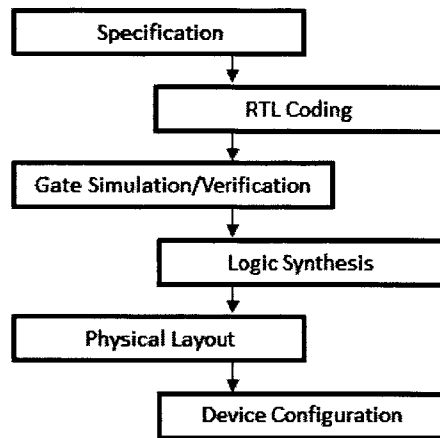 Specification
RTL Coding
Gate Simulation/Verification
Logic Synthesis
Physical Layout
Device Configuration